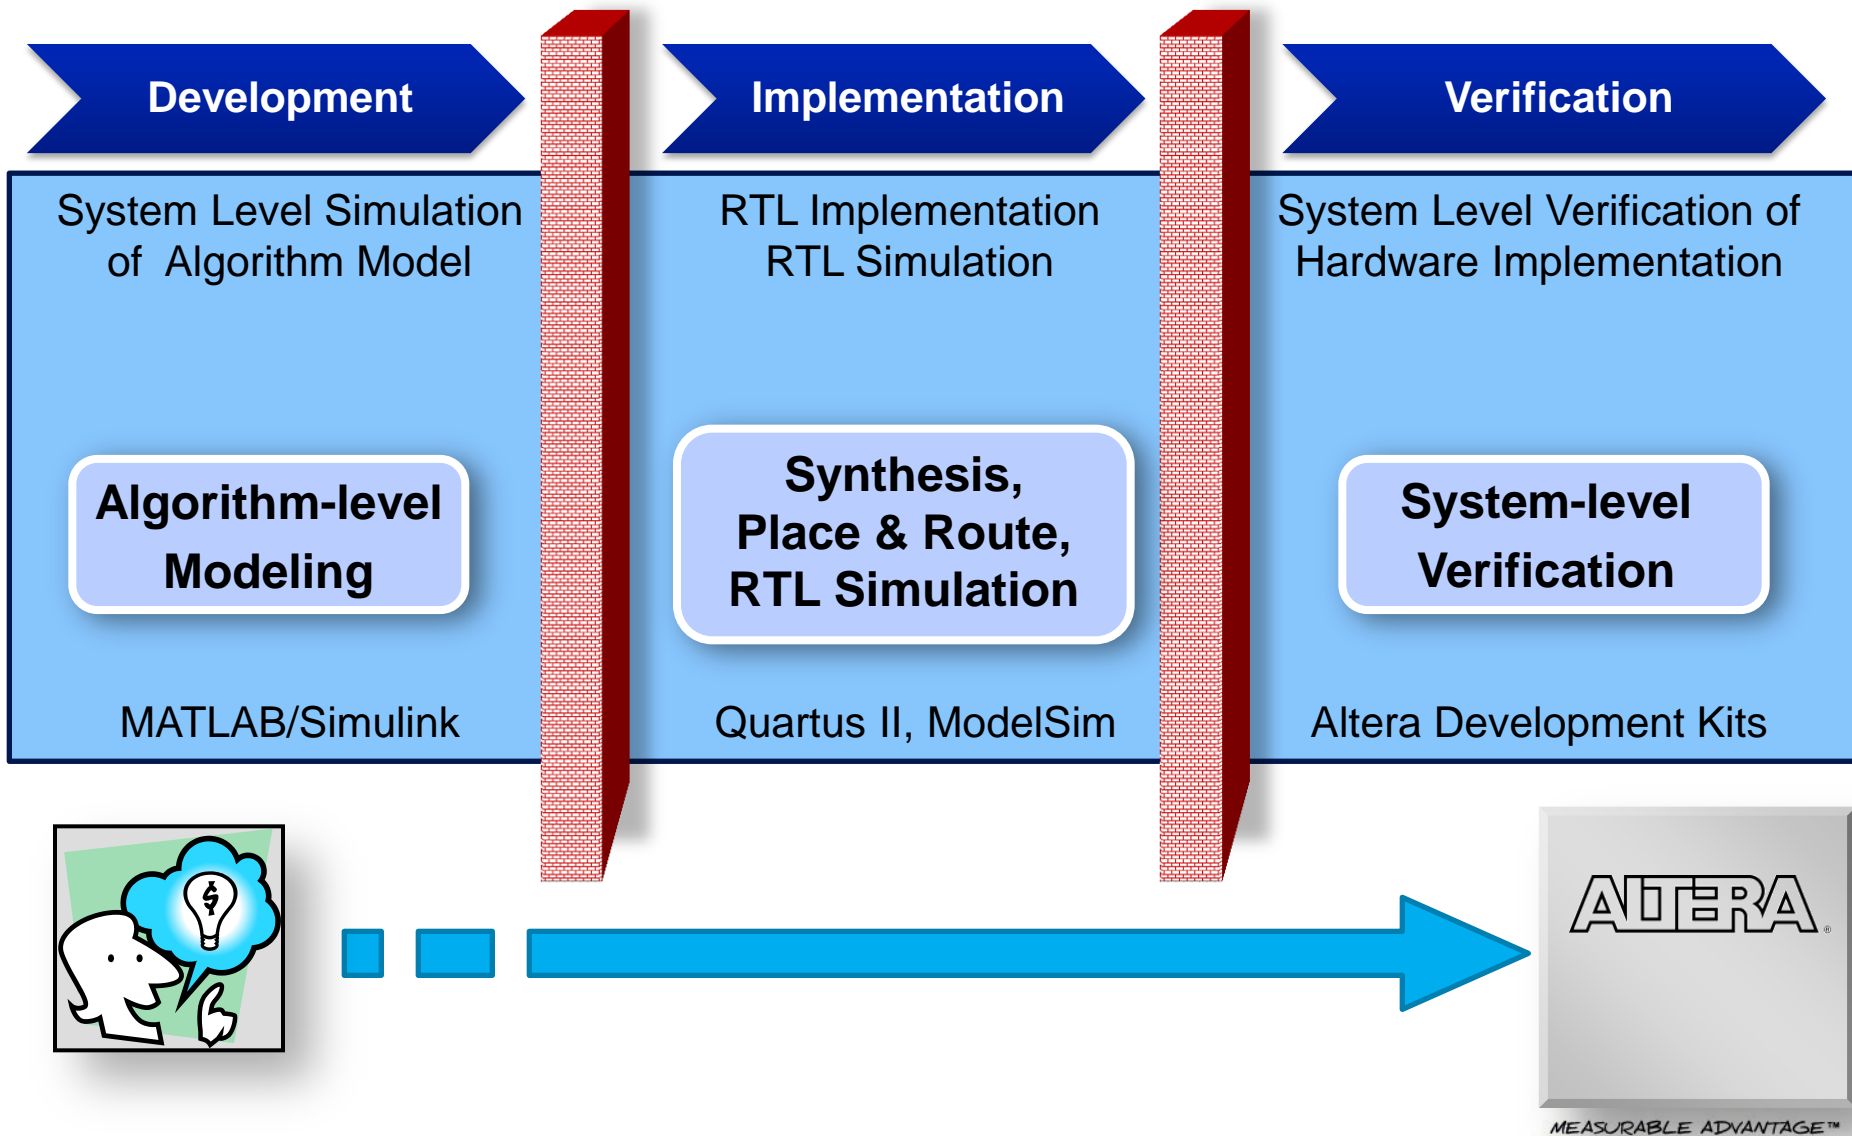 Development
Implementation
Verification
System Level Simulation
of Algorithm Model
RTL Implementation
RTL Simulation
System Level Verification of
Hardware Implementation
Algorithm-level
Modeling
Synthesis,
Place & Route,
RTL Simulation
System-level
Verification
MATLAB/Simulink
Quartus II, ModelSim
Altera Development Kits
$
ALTERA®
MEASURABLE ADVANTAGE™